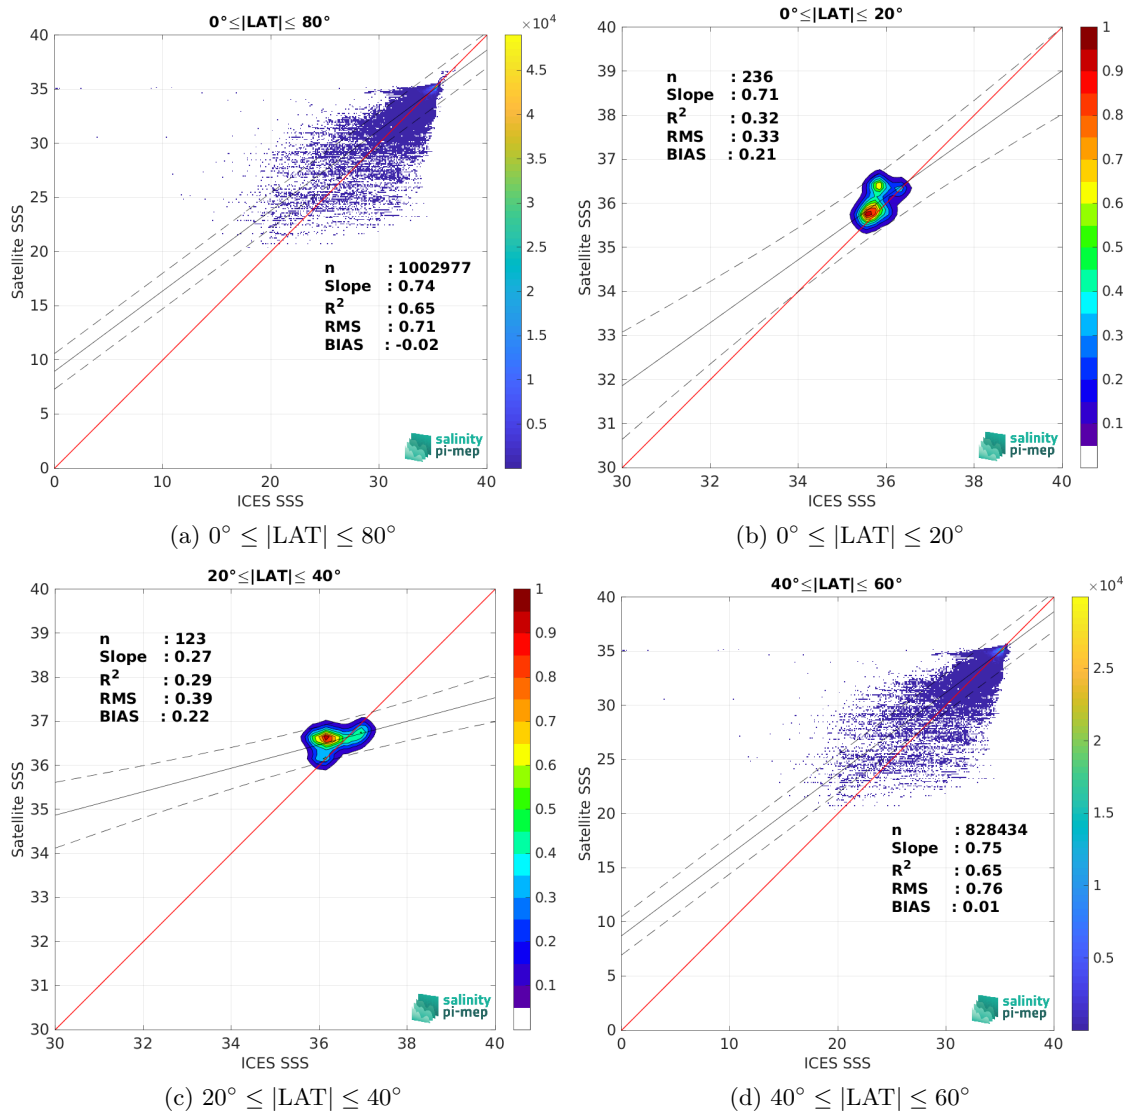 0°≤|LAT|≤ 80°
×10⁴
Satellite SSS
40
35
30
25
20
15
10
5
0
n : 1002977
Slope : 0.74
R² : 0.65
RMS : 0.71
BIAS : -0.02
4.5
4
3.5
3
2.5
2
1.5
1
0.5
salinity
pi-mep
0 10 20 30 40
ICES SSS
(a) 0° ≤ |LAT| ≤ 80°
0°≤|LAT|≤ 20°
Satellite SSS
40
39
38
37
36
35
34
33
32
31
30
n : 236
Slope : 0.71
R² : 0.32
RMS : 0.33
BIAS : 0.21
1
0.9
0.8
0.7
0.6
0.5
0.4
0.3
0.2
0.1
salinity
pi-mep
30 32 34 36 38 40
ICES SSS
(b) 0° ≤ |LAT| ≤ 20°
20°≤|LAT|≤ 40°
Satellite SSS
40
39
38
37
36
35
34
33
32
31
30
n : 123
Slope : 0.27
R² : 0.29
RMS : 0.39
BIAS : 0.22
1
0.9
0.8
0.7
0.6
0.5
0.4
0.3
0.2
0.1
salinity
pi-mep
30 32 34 36 38 40
ICES SSS
(c) 20° ≤ |LAT| ≤ 40°
40°≤|LAT|≤ 60°
×10⁴
Satellite SSS
40
35
30
25
20
15
10
5
0
n : 828434
Slope : 0.75
R² : 0.65
RMS : 0.76
BIAS : 0.01
2.5
2
1.5
1
0.5
salinity
pi-mep
0 10 20 30 40
ICES SSS
(d) 40° ≤ |LAT| ≤ 60°